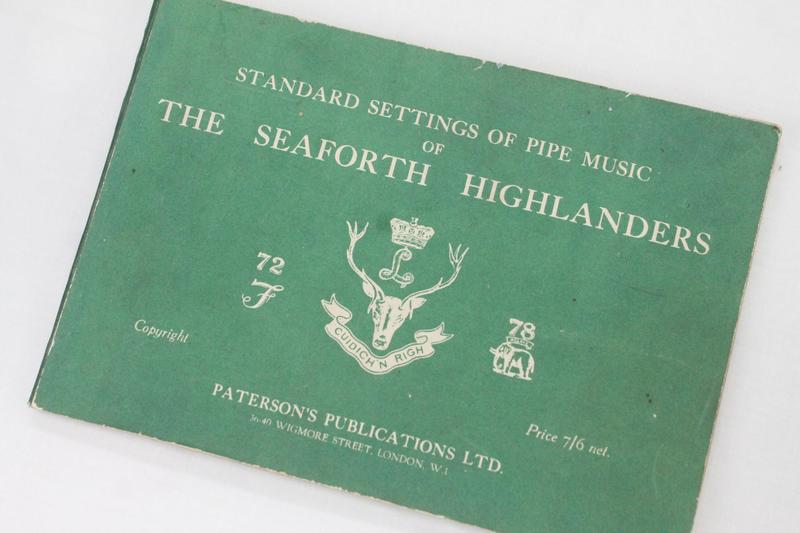 STANDARD SETTINGS OF PIPE MUSIC
OF
THE SEAFORTH HIGHLANDERS
L
72
F
CUIDICH'N RIGH
78
Copyright
Price 7/6 net.
PATERSON'S PUBLICATIONS LTD.
36-40 WIGMORE STREET, LONDON, W.1